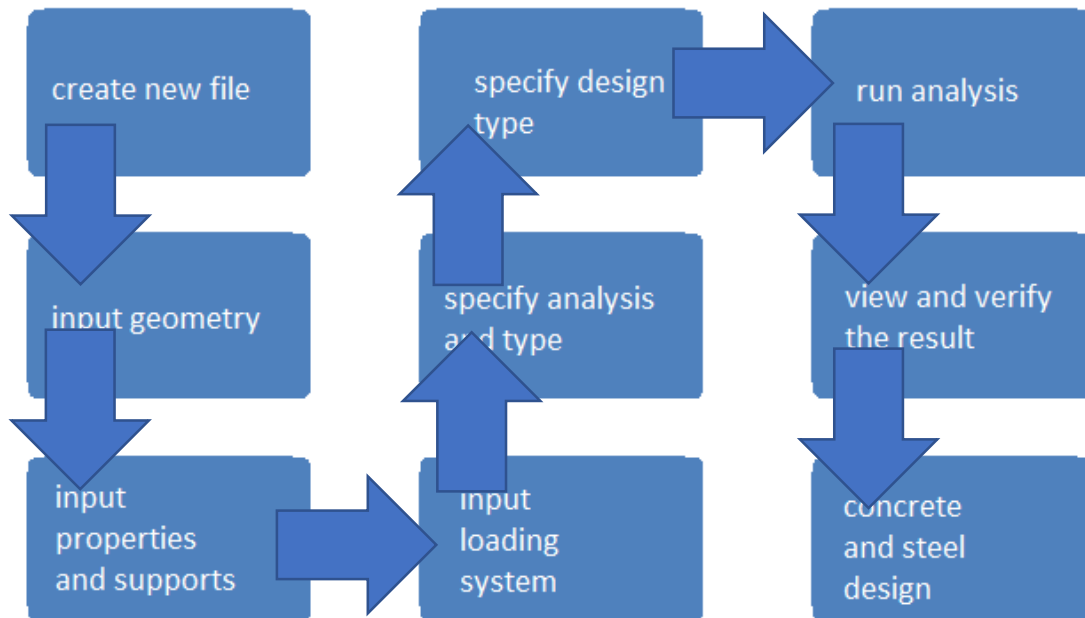 create new file
input geometry
input
properties
and supports
input
loading
system
specify analysis
and type
specify design
type
run analysis
view and verify
the result
concrete
and steel
design